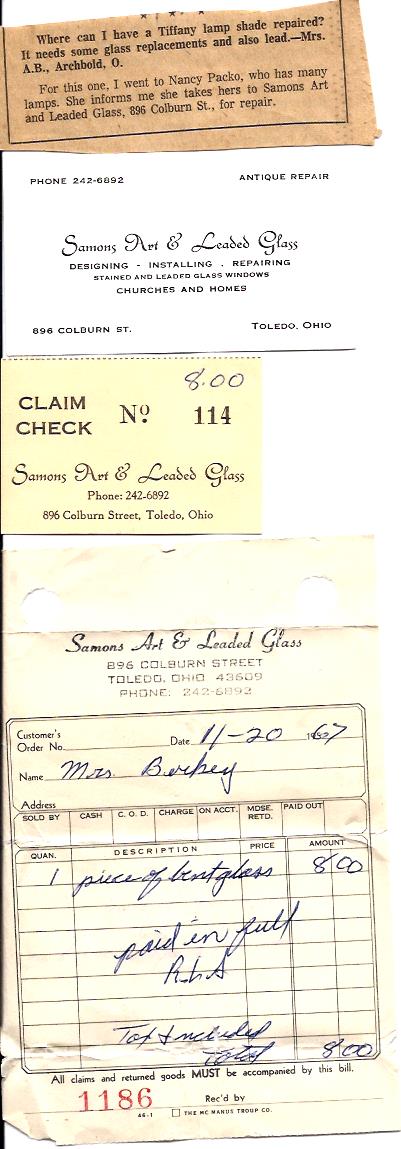 Where can I have a Tiffany lamp shade repaired?
It needs some glass replacements and also lead.—Mrs.
A.B., Archbold, O.
For this one, I went to Nancy Packo, who has many
lamps. She informs me she takes hers to Samons Art
and Leaded Glass, 896 Colburn St., for repair.
PHONE 242-6892 ANTIQUE REPAIR
Samons Art & Leaded Glass
DESIGNING - INSTALLING . REPAIRING
STAINED AND LEADED GLASS WINDOWS
CHURCHES AND HOMES
896 COLBURN ST. TOLEDO, OHIO
8.00
CLAIM CHECK Nº 114
Samons Art & Leaded Glass
Phone: 242-6892
896 Colburn Street, Toledo, Ohio
Samons Art & Leaded Glass
896 COLBURN STREET
TOLEDO, OHIO 43609
PHONE: 242-6892
Customer's
Order No. Date 11-20 1967
Name Mrs. Berkey
Address
SOLD BY CASH C. O. D. CHARGE ON ACCT. MDSE. RETD. PAID OUT
QUAN. DESCRIPTION PRICE AMOUNT
1 piece of bent glass 8 00
paid in full
Tax Included
Total 8 00
All claims and returned goods MUST be accompanied by this bill.
1186 Rec'd by
46-1 THE MC MANUS TROUP CO.